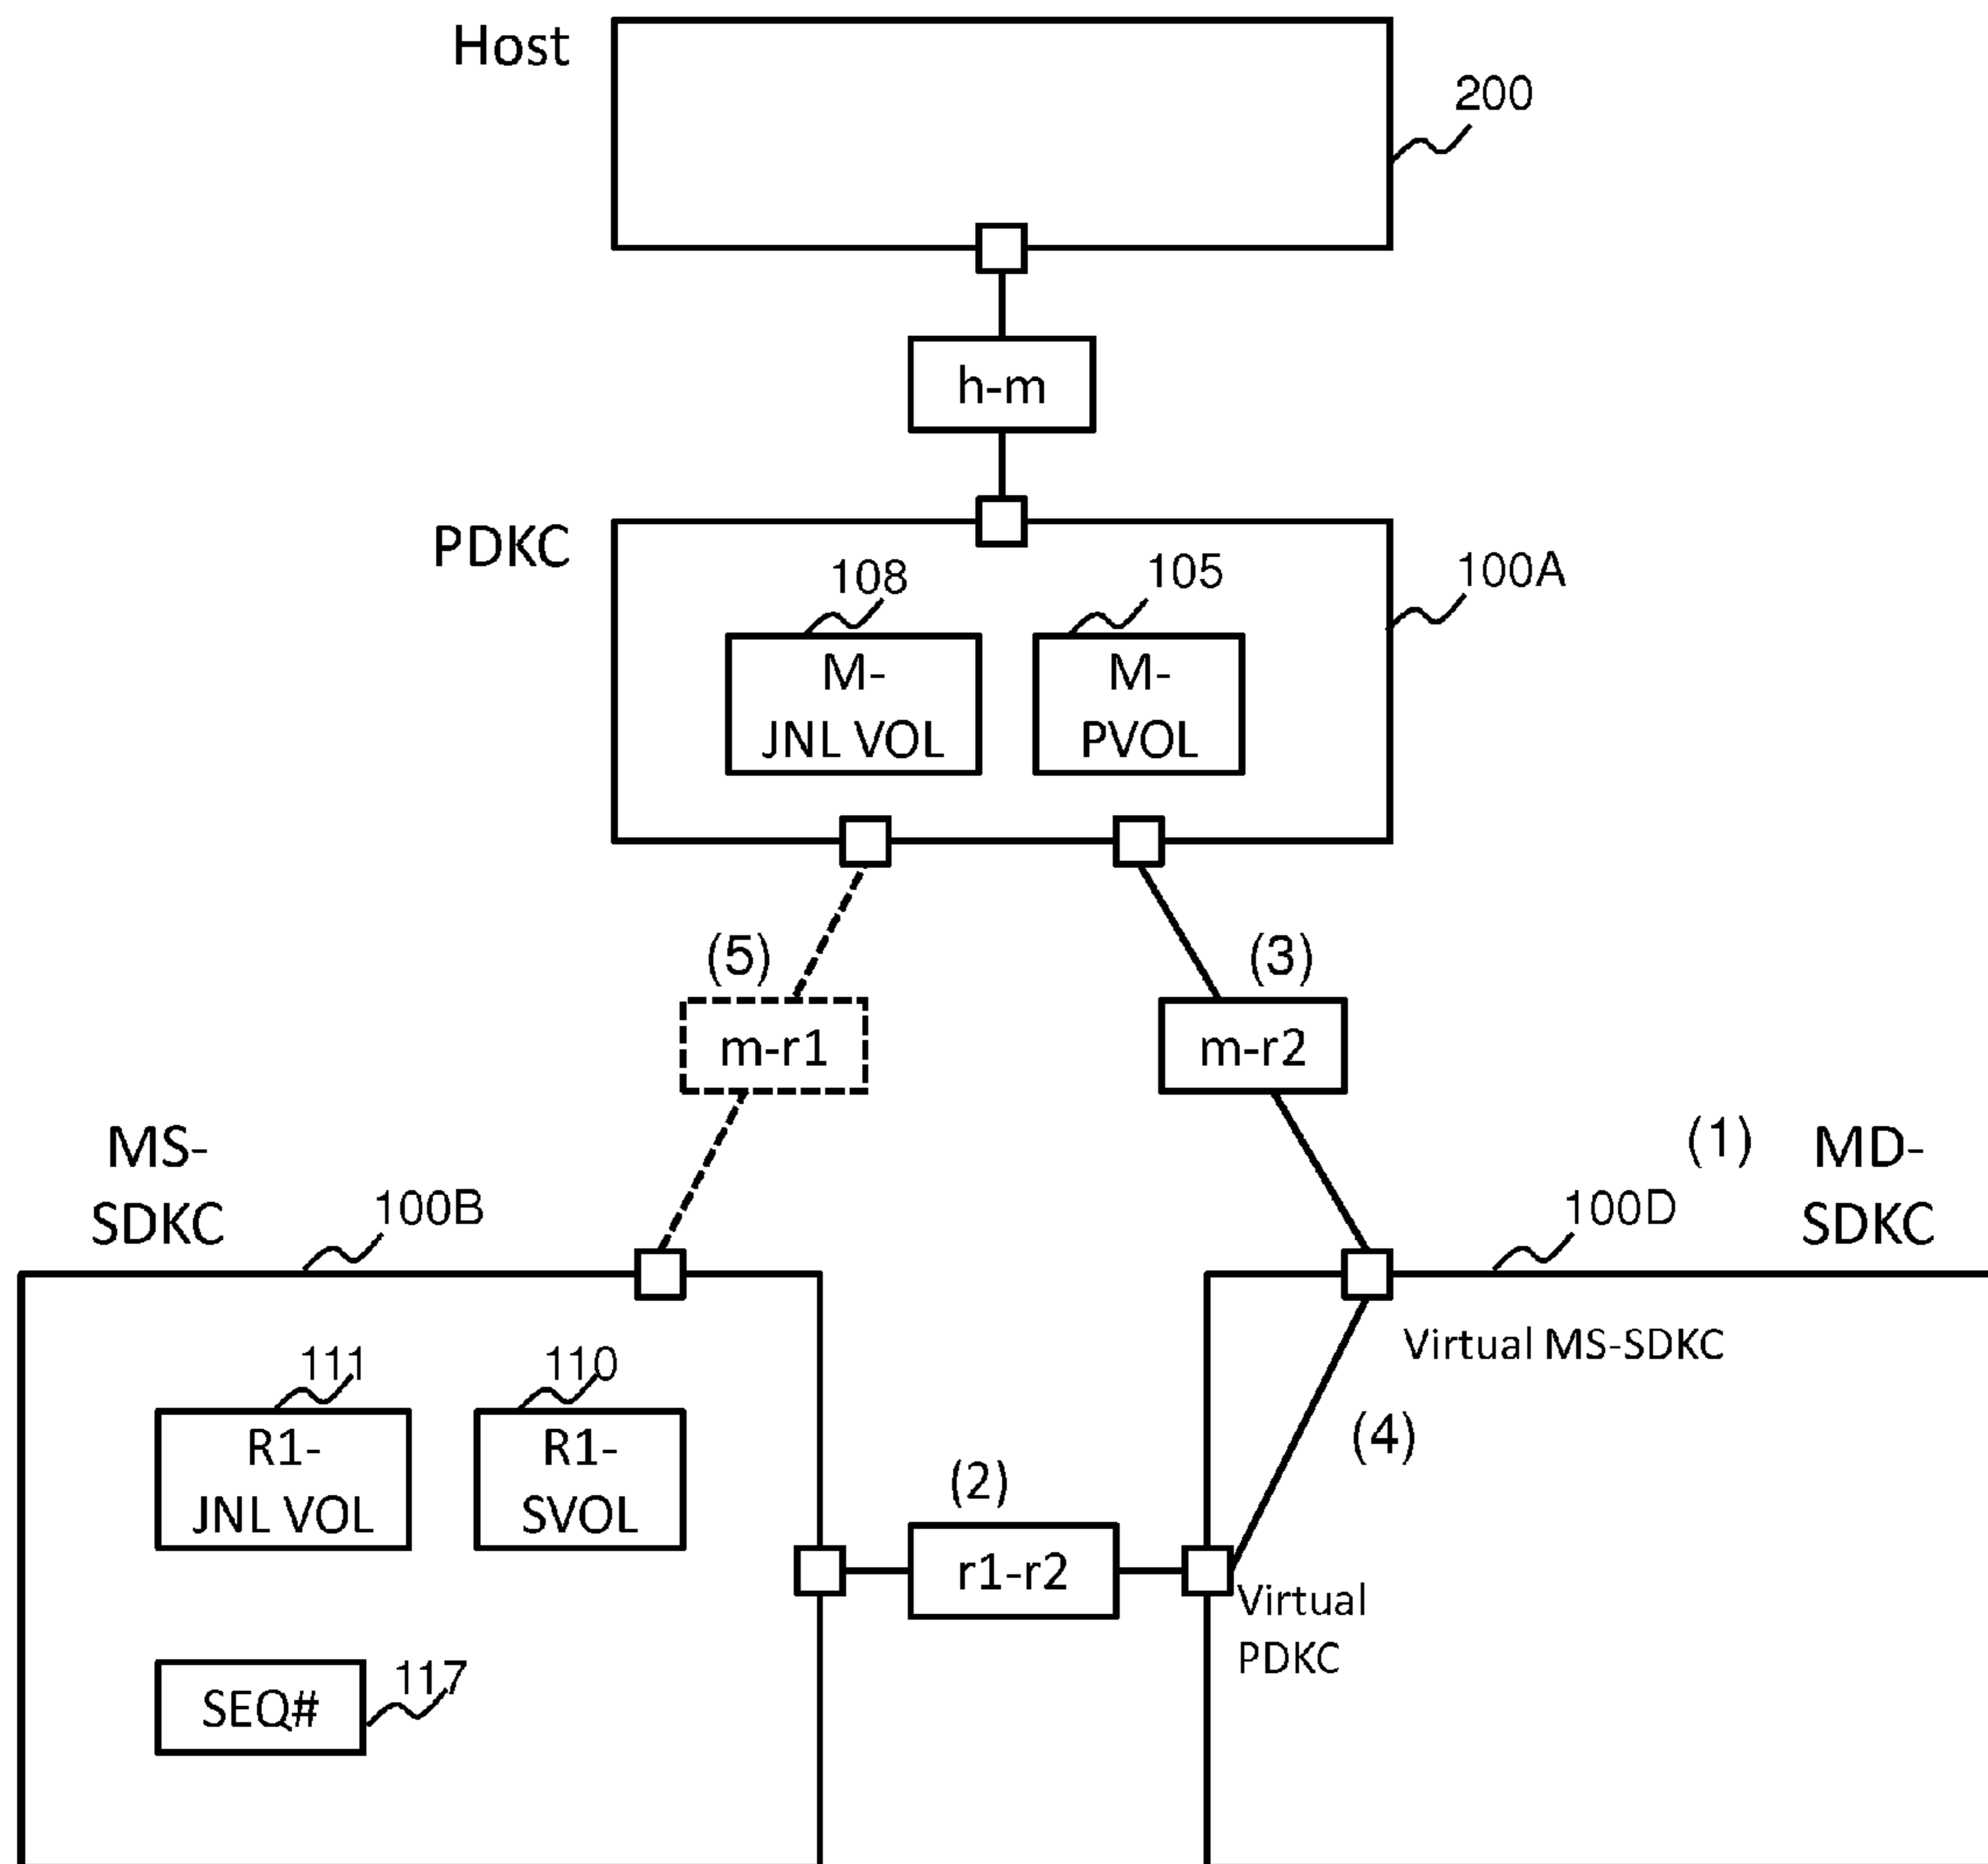 Host
200
h-m
PDKC
108
105
100A
M-
JNL VOL
M-
PVOL
(5)
(3)
m-r1
m-r2
MS-
SDKC
100B
(1)
MD-
SDKC
100D
Virtual MS-SDKC
111
110
R1-
JNL VOL
R1-
SVOL
(4)
(2)
r1-r2
Virtual
PDKC
SEQ#
117